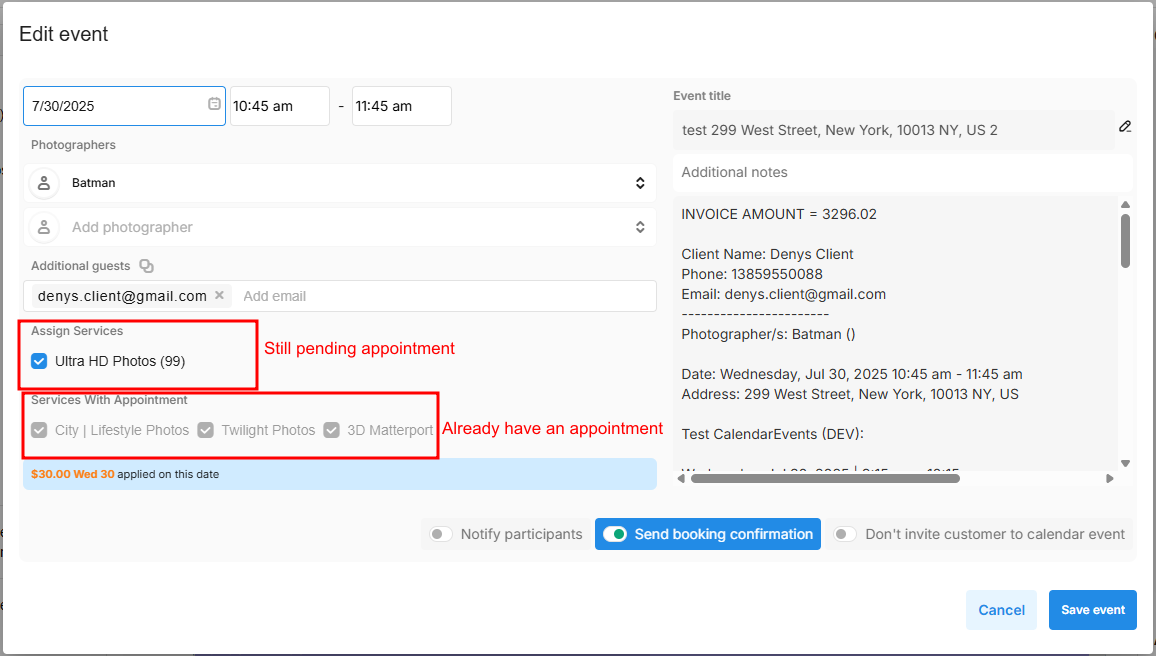 Edit event
7/30/2025
10:45 am - 11:45 am
Photographers
Batman
Add photographer
Additional guests
denys.client@gmail.com
Add email
Assign Services
Ultra HD Photos (99)
Still pending appointment
Services With Appointment
City | Lifestyle Photos Twilight Photos 3D Matterport
Already have an appointment
$30.00 Wed 30 applied on this date
Event title
test 299 West Street, New York, 10013 NY, US 2
Additional notes
INVOICE AMOUNT = 3296.02
Client Name: Denys Client
Phone: 13859550088
Email: denys.client@gmail.com
-----------------------
Photographer/s: Batman ()
Date: Wednesday, Jul 30, 2025 10:45 am - 11:45 am
Address: 299 West Street, New York, 10013 NY, US
Test CalendarEvents (DEV):
Notify participants
Send booking confirmation
Don't invite customer to calendar event
Cancel
Save event